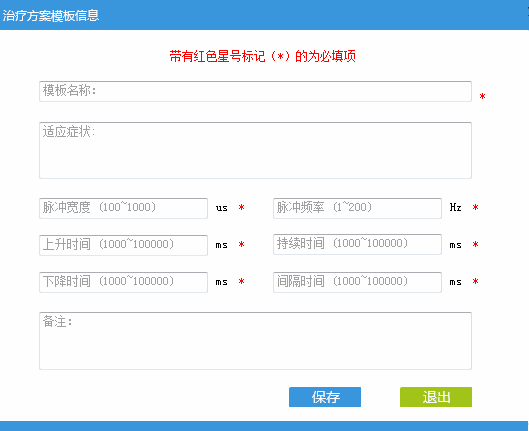 治疗方案模板信息
带有红色星号标记（*）的为必填项
模板名称: *
适应症状:
脉冲宽度 (100~1000) us * 脉冲频率 (1~200) Hz *
上升时间 (1000~100000) ms * 持续时间 (1000~100000) ms *
下降时间 (1000~100000) ms * 间隔时间 (1000~100000) ms *
备注:
保存 退出